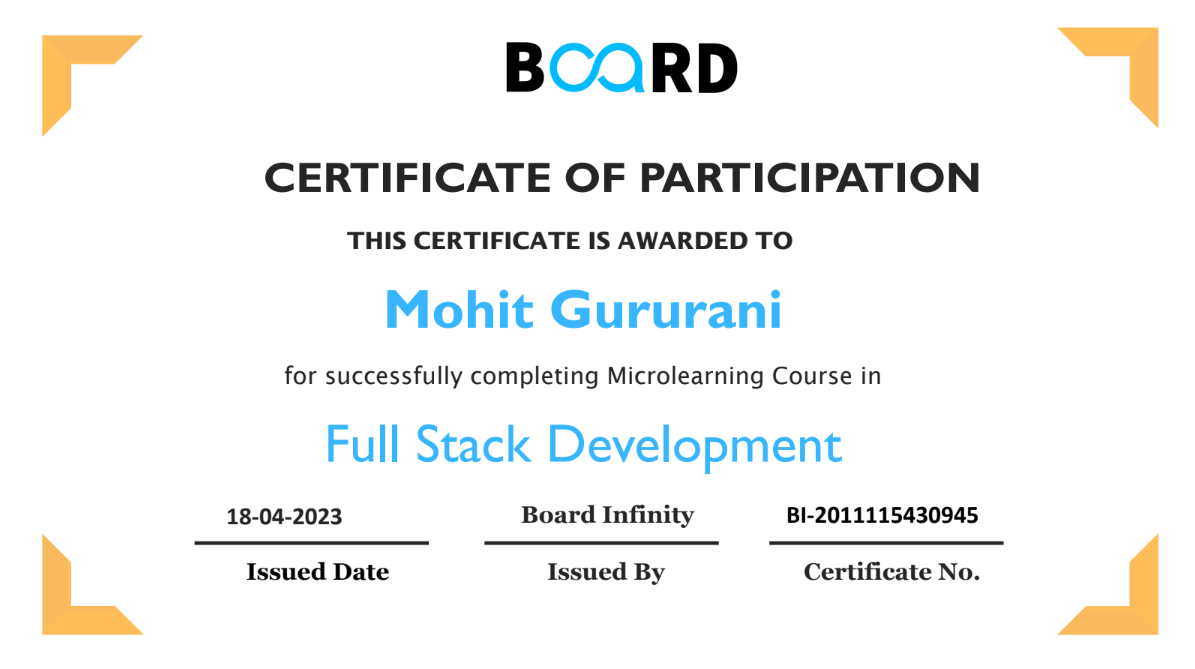 BOARD
CERTIFICATE OF PARTICIPATION
THIS CERTIFICATE IS AWARDED TO
Mohit Gururani
for successfully completing Microlearning Course in
Full Stack Development
18-04-2023 Board Infinity BI-2011115430945
Issued Date Issued By Certificate No.